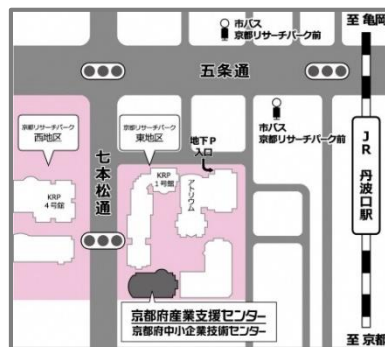 市バス
京都リサーチパーク前
至 亀岡
五条通
京都リサーチパーク
西地区
京都リサーチパーク
東地区
地下P
入口
市バス
京都リサーチパーク前
七本松通
KRP
1号館
アトリウム
KRP
4号館
JR 丹波口駅
京都府産業支援センター
京都府中小企業技術センター
至 京都